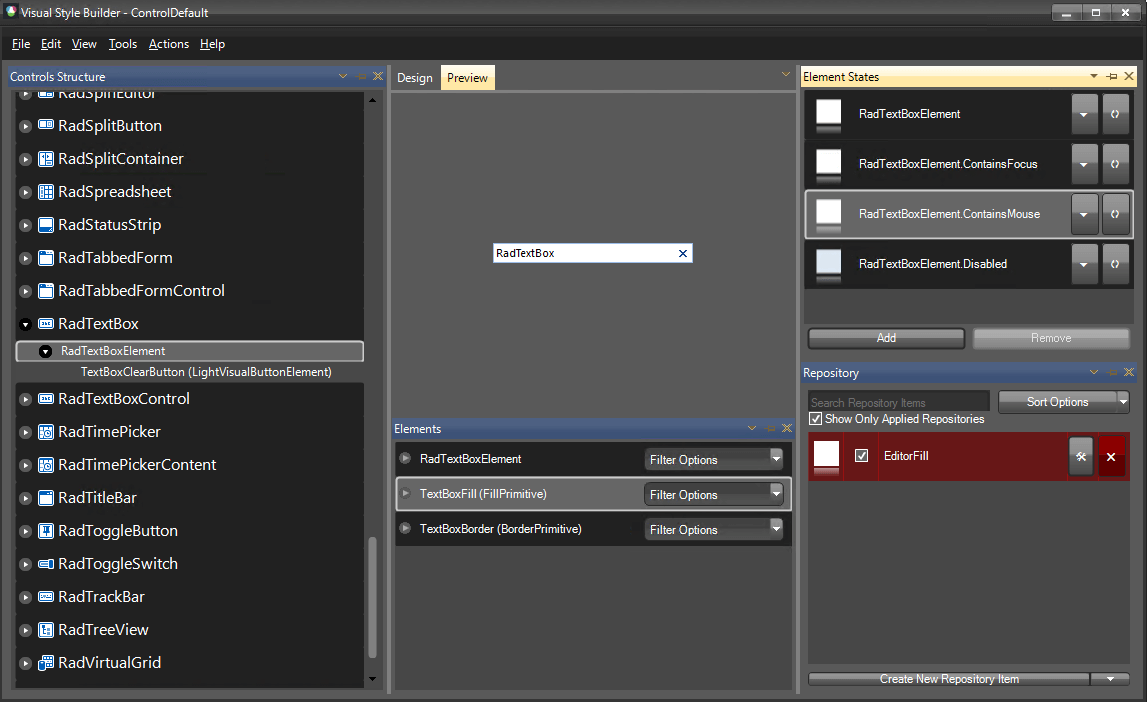 Visual Style Builder - ControlDefault
File Edit View Tools Actions Help
Controls Structure
RadSpinEditor
RadSplitButton
RadSplitContainer
RadSpreadsheet
RadStatusStrip
RadTabbedForm
RadTabbedFormControl
RadTextBox
RadTextBoxElement
TextBoxClearButton (LightVisualButtonElement)
RadTextBoxControl
RadTimePicker
RadTimePickerContent
RadTitleBar
RadToggleButton
RadToggleSwitch
RadTrackBar
RadTreeView
RadVirtualGrid
Design Preview
RadTextBox
Elements
RadTextBoxElement Filter Options
TextBoxFill (FillPrimitive) Filter Options
TextBoxBorder (BorderPrimitive) Filter Options
Element States
RadTextBoxElement
RadTextBoxElement.ContainsFocus
RadTextBoxElement.ContainsMouse
RadTextBoxElement.Disabled
Add Remove
Repository
Search Repository Items Sort Options
Show Only Applied Repositories
EditorFill
Create New Repository Item